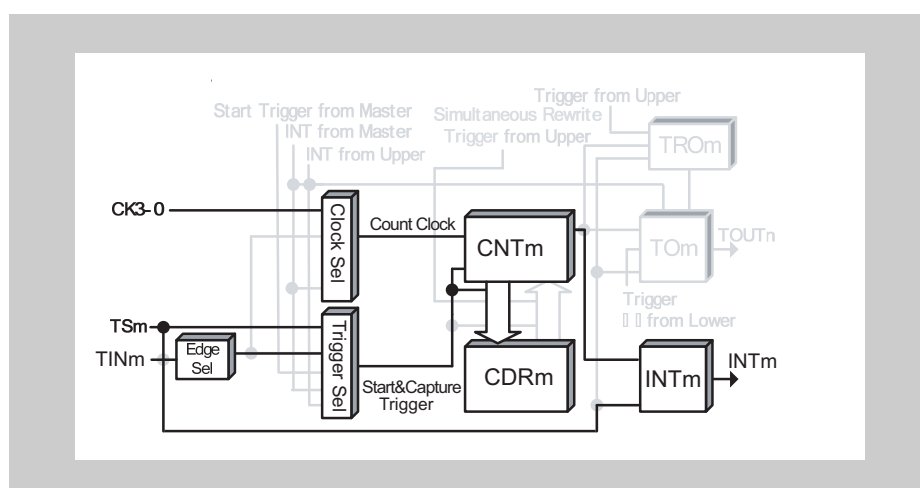 Trigger from Upper
Start Trigger from Master
Simultaneous Rewrite
INT from Master
Trigger from Upper
INT from Upper
TROm
CK3-0
Clock Sel
Count Clock
CNTm
TOm
TOUTn
Trigger
from Lower
TSm
TINm
Edge
Sel
Trigger Sel
Start&Capture
Trigger
CDRm
INTm
INTm